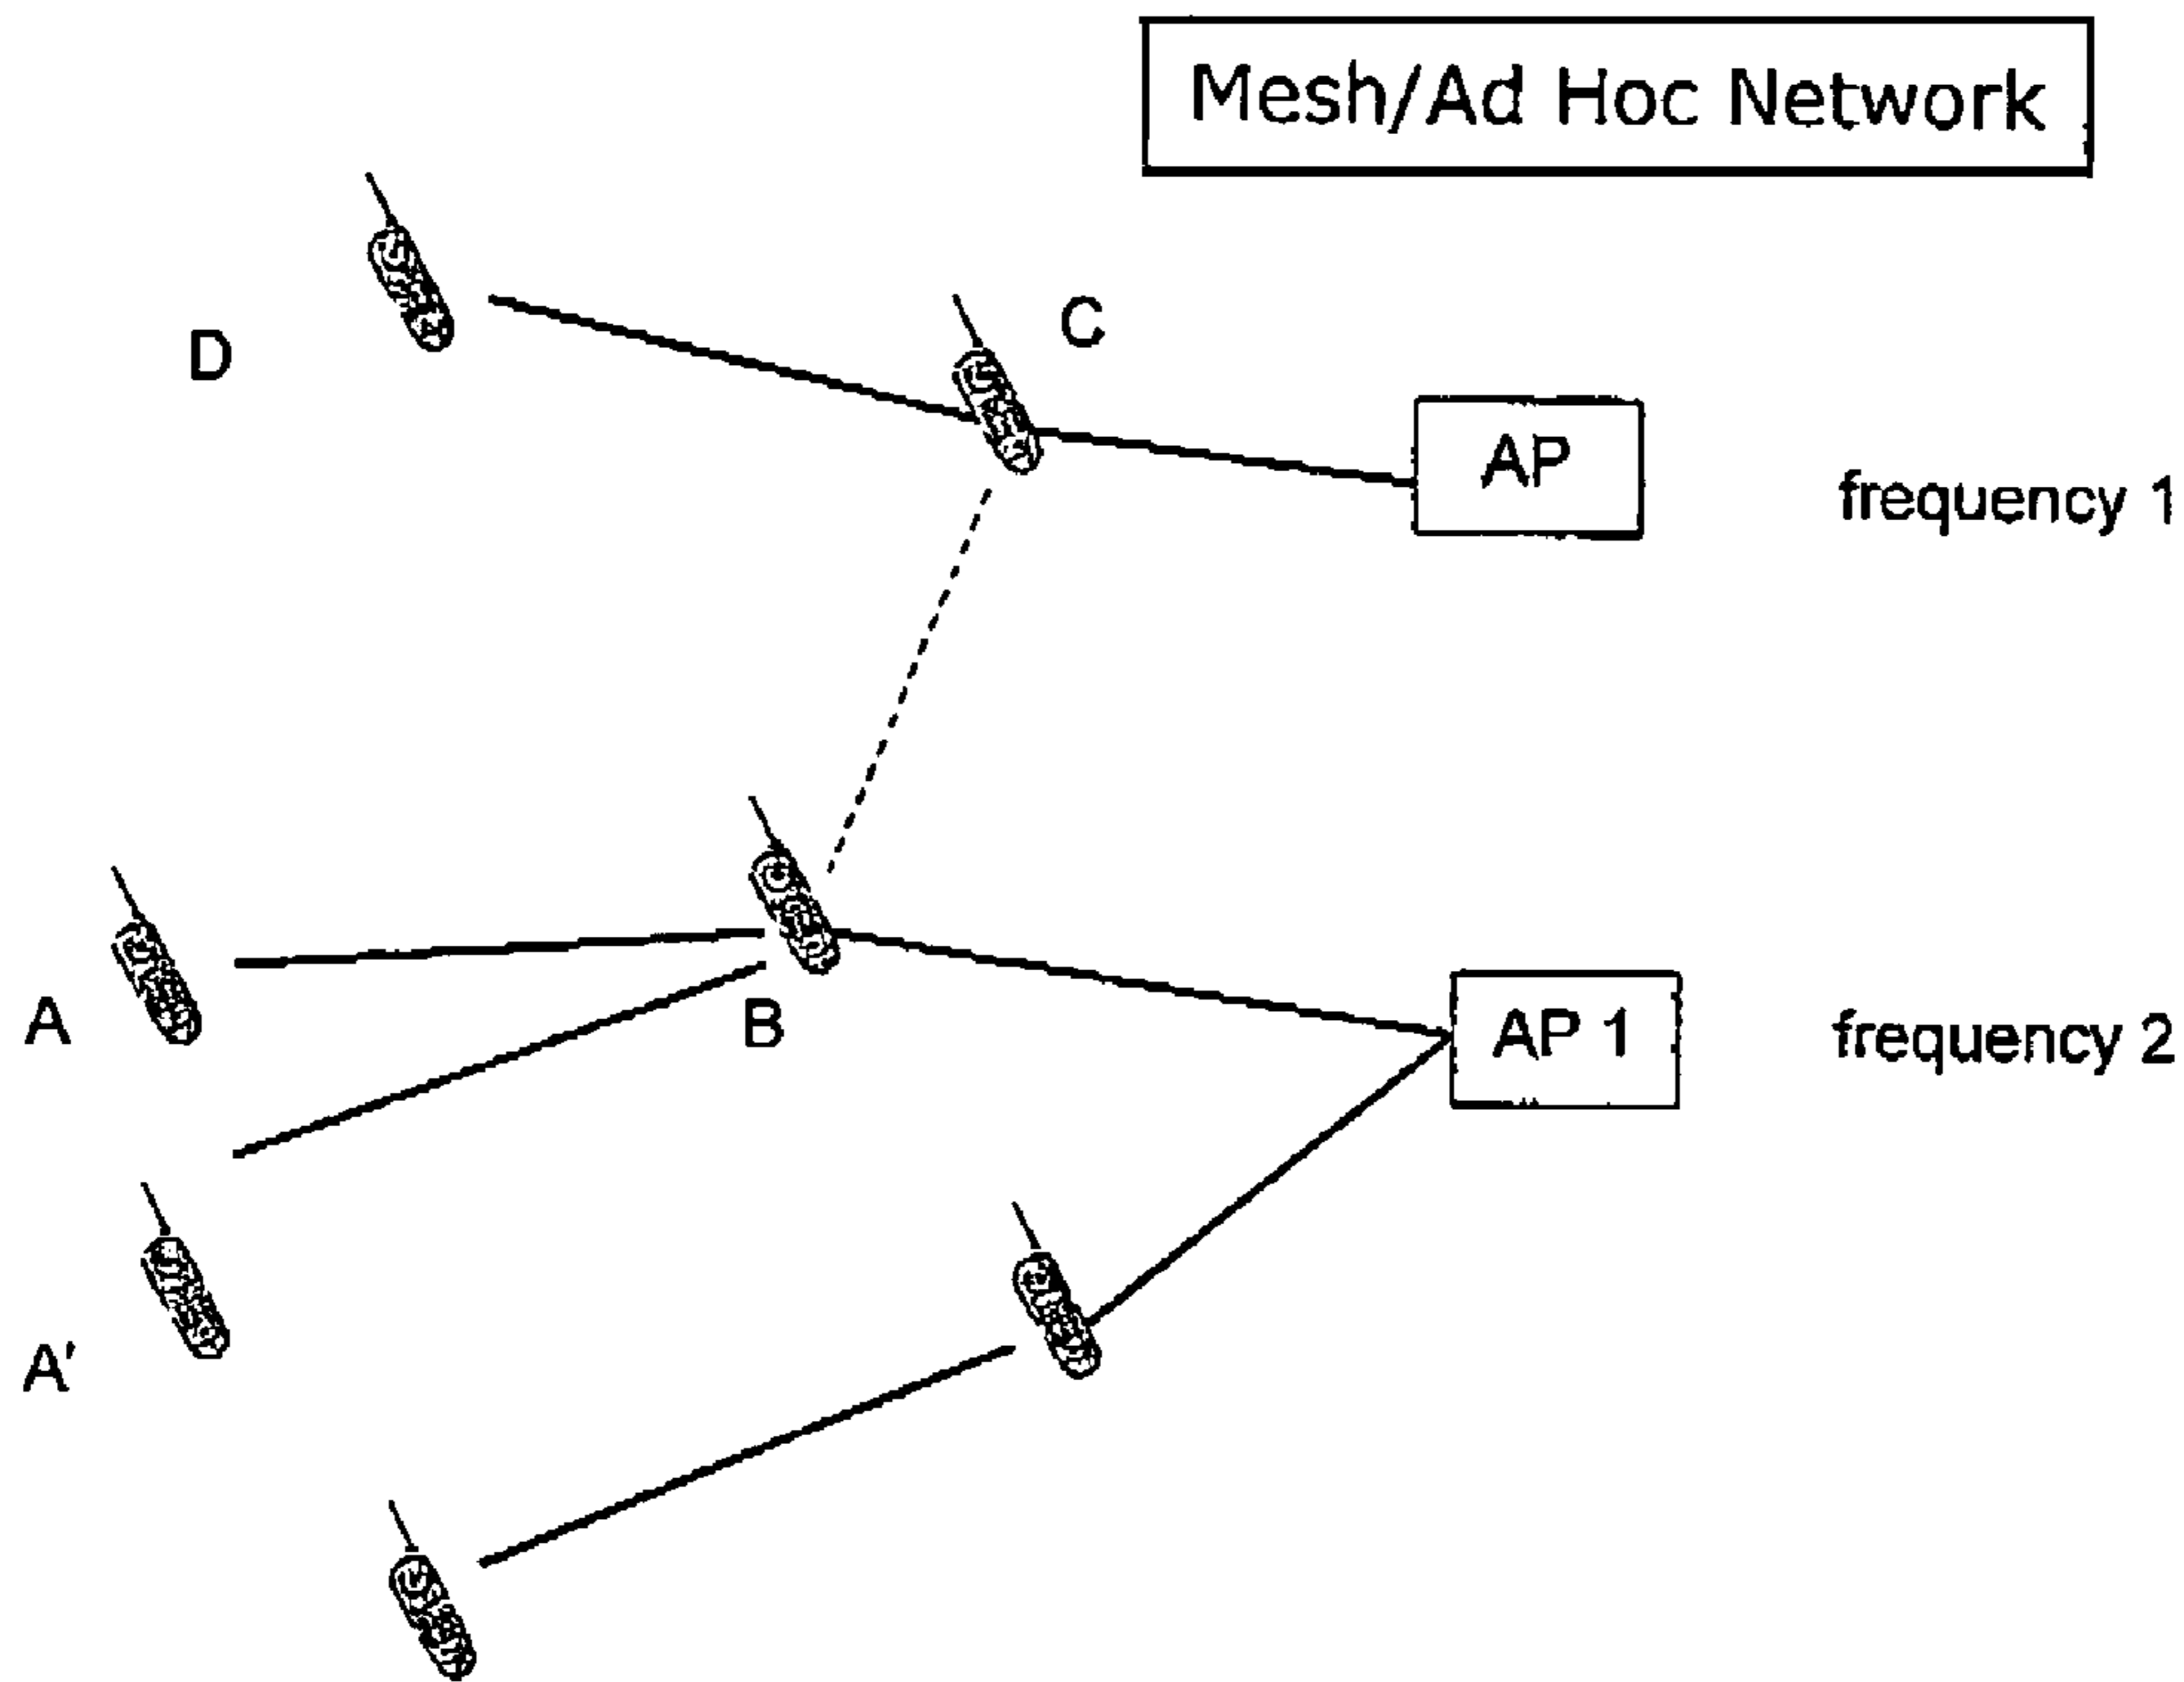 Mesh/Ad Hoc Network
C
D
AP
frequency 1
A
B
AP 1
frequency 2
A'